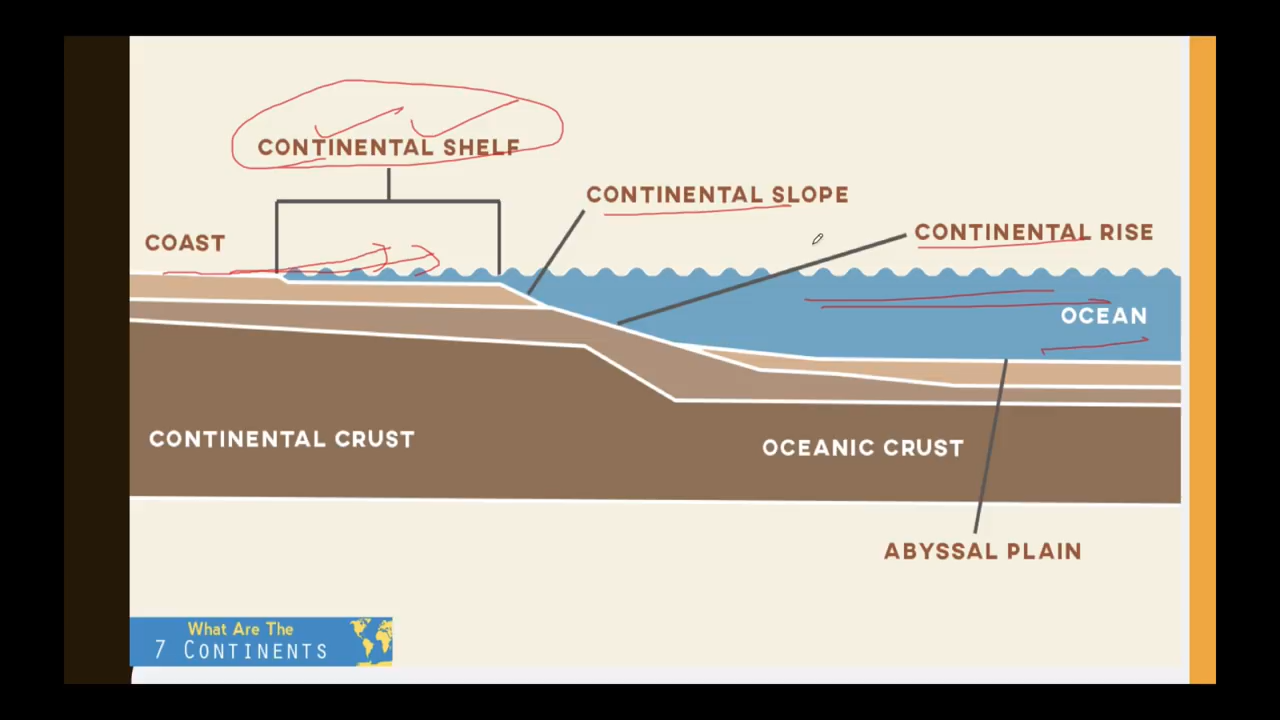 CONTINENTAL SHELF
CONTINENTAL SLOPE
CONTINENTAL RISE
COAST
OCEAN
CONTINENTAL CRUST
OCEANIC CRUST
ABYSSAL PLAIN
What Are The
7 CONTINENTS